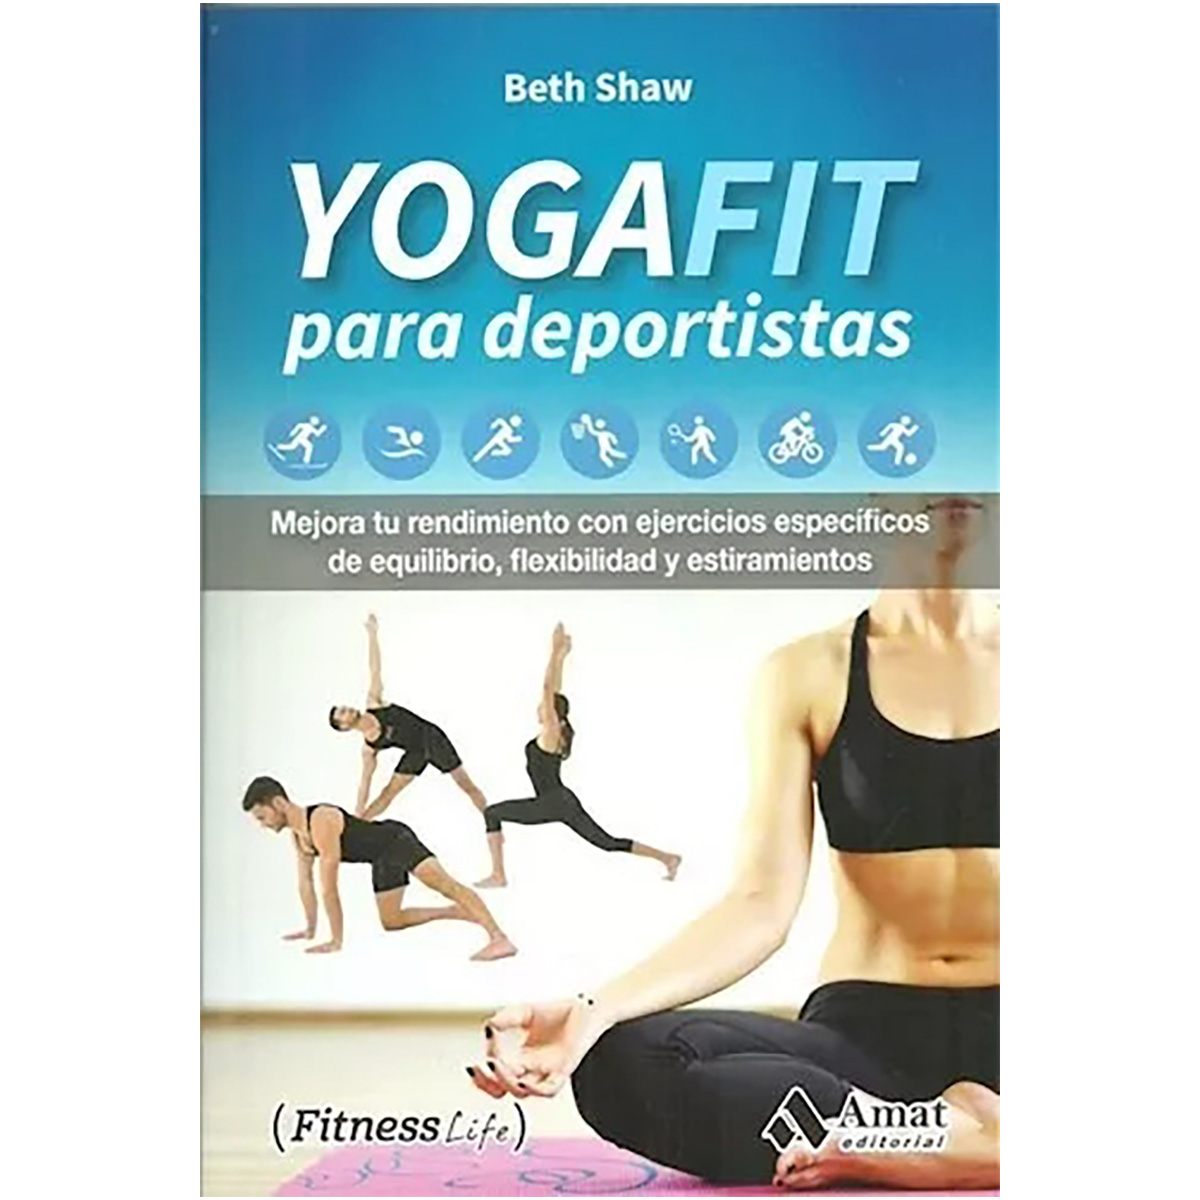 Beth Shaw
YOGAFIT
para deportistas
Mejora tu rendimiento con ejercicios específicos
de equilibrio, flexibilidad y estiramientos
(Fitness Life)
Amat
editorial